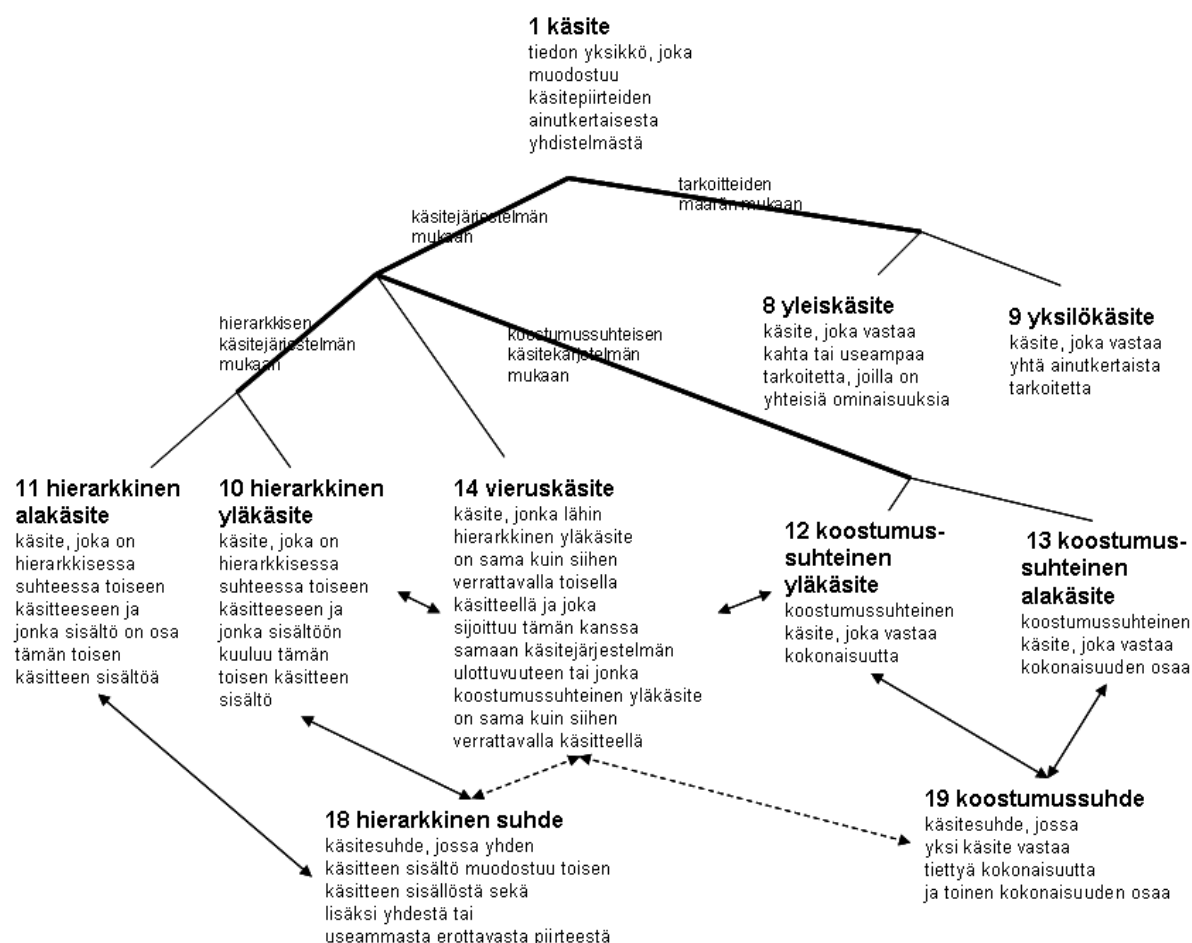 1 käsite
tiedon yksikkö, joka
muodostuu
käsitepiirteiden
ainutkertaisesta
yhdistelmästä
tarkoitteiden
määrän mukaan
käsitejärjestelmän
mukaan
hierarkkisen
käsitejärjestelmän
mukaan
koostumussuhteisen
käsitekärjotelmän
mukaan
8 yleiskäsite
käsite, joka vastaa
kahta tai useampaa
tarkoitetta, joilla on
yhteisiä ominaisuuksia
9 yksilökäsite
käsite, joka vastaa
yhtä ainutkertaista
tarkoitetta
11 hierarkkinen
alakäsite
käsite, joka on
hierarkkisessa
suhteessa toiseen
käsitteeseen ja
jonka sisältö on osa
tämän toisen
käsitteen sisältöä
10 hierarkkinen
yläkäsite
käsite, joka on
hierarkkisessa
suhteessa toiseen
käsitteeseen ja
jonka sisältöön
kuuluu tämän
toisen käsitteen
sisältö
14 vieruskäsite
käsite, jonka lähin
hierarkkinen yläkäsite
on sama kuin siihen
verrattavalla toisella
käsitteellä ja joka
sijoittuu tämän kanssa
samaan käsitejärjestelmän
ulottuvuuteen tai jonka
koostumussuhteinen yläkäsite
on sama kuin siihen
verrattavalla käsitteellä
12 koostumus-
suhteinen
yläkäsite
koostumussuhteinen
käsite, joka vastaa
kokonaisuutta
13 koostumus-
suhteinen
alakäsite
koostumussuhteinen
käsite, joka vastaa
kokonaisuuden osaa
18 hierarkkinen suhde
käsitesuhde, jossa yhden
käsitteen sisältö muodostuu toisen
käsitteen sisällöstä sekä
lisäksi yhdestä tai
useammasta erottavasta piirteestä
19 koostumussuhde
käsitesuhde, jossa
yksi käsite vastaa
tiettyä kokonaisuutta
ja toinen kokonaisuuden osaa